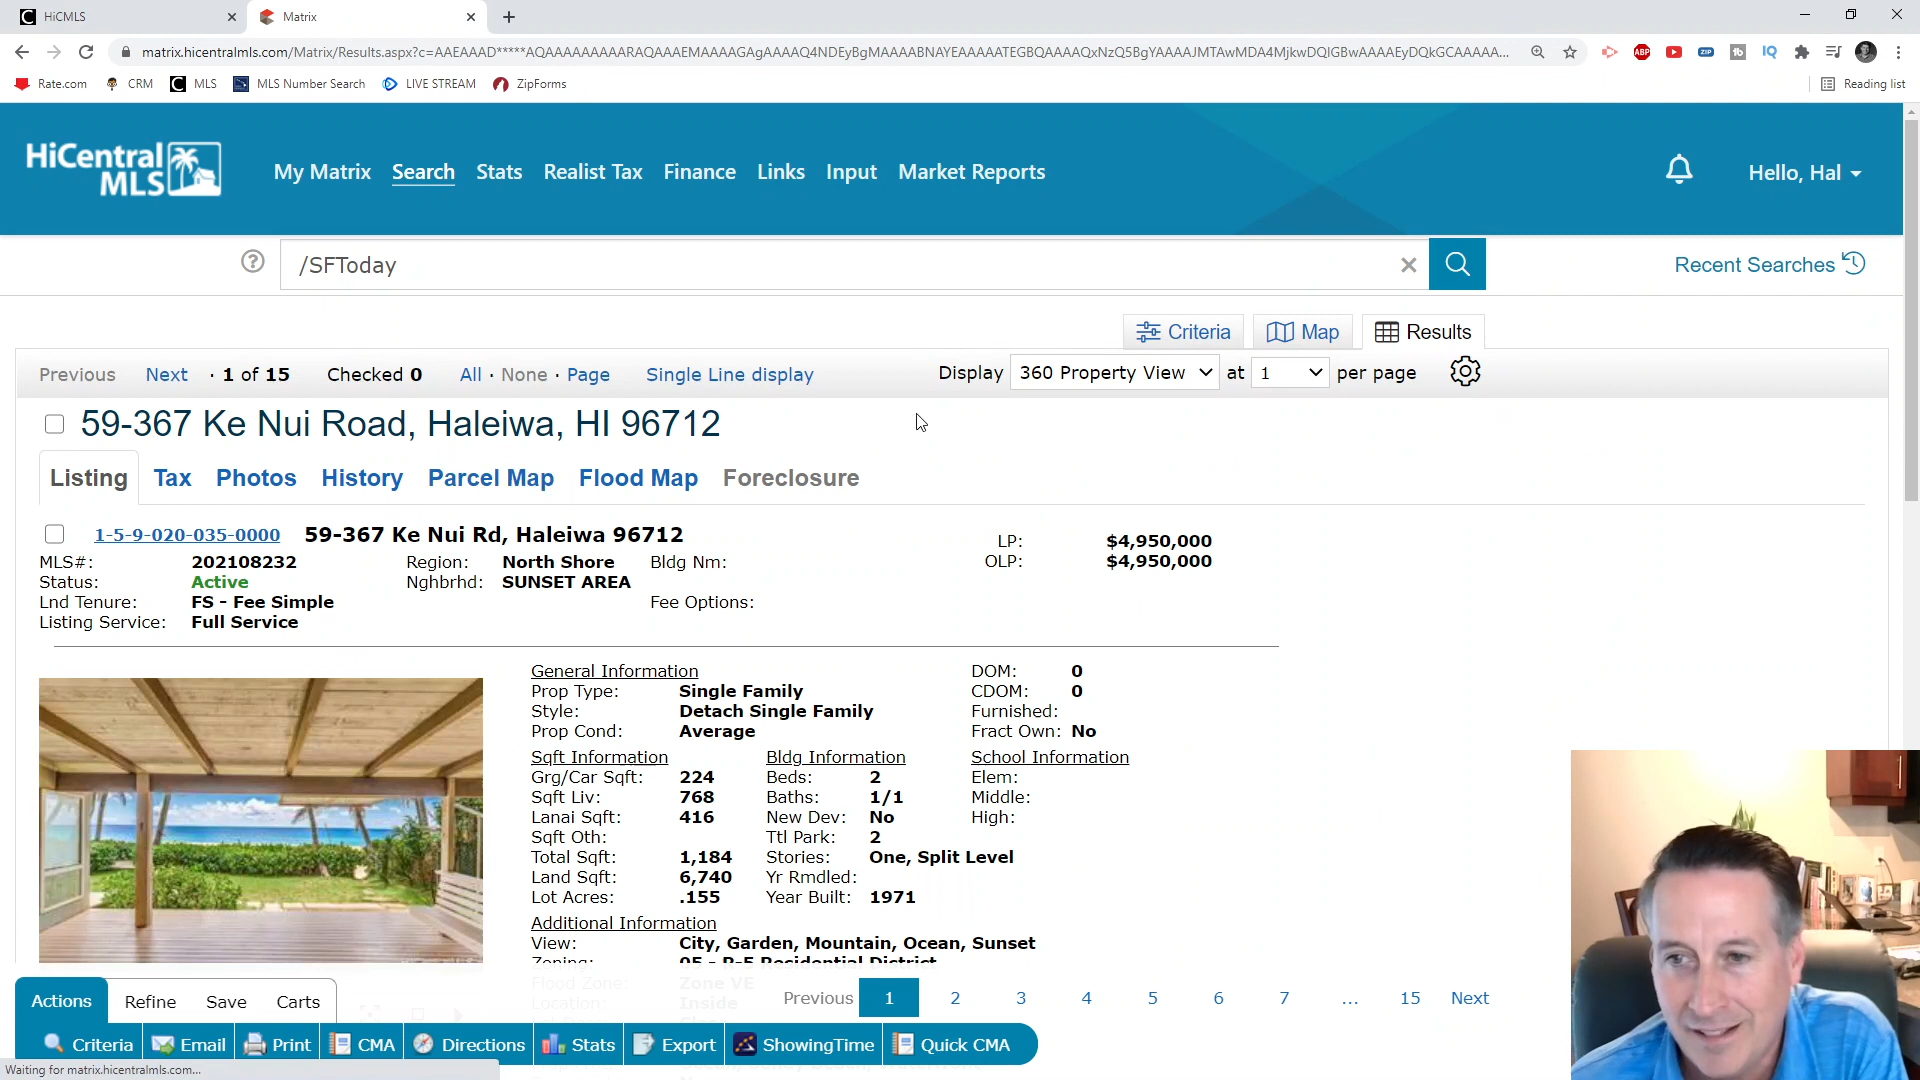 HiCMLS
Matrix
matrix.hicentralmls.com/Matrix/Results.aspx?c=AAEAAAD*****AQAAAAAAAAARAQAAAEMAAAAGAgAAAAQ4NDEyBgMAAAABNAYEAAAAATEGBQAAAAQxNzQ5BgYAAAAJMTAwMDA4MjkwDQIGBwAAAAEyDQkGCAAAAA...
Rate.com CRM MLS MLS Number Search LIVE STREAM ZipForms Reading list
HiCentral MLS
My Matrix Search Stats Realist Tax Finance Links Input Market Reports Hello, Hal
/SFToday
Recent Searches
Criteria Map Results
Previous Next · 1 of 15 Checked 0 All · None · Page Single Line display Display 360 Property View at 1 per page
59-367 Ke Nui Road, Haleiwa, HI 96712
Listing Tax Photos History Parcel Map Flood Map Foreclosure
1-5-9-020-035-0000 59-367 Ke Nui Rd, Haleiwa 96712 LP: $4,950,000
MLS#: 202108232 Region: North Shore Bldg Nm: OLP: $4,950,000
Status: Active Nghbrhd: SUNSET AREA
Lnd Tenure: FS - Fee Simple Fee Options:
Listing Service: Full Service
General Information DOM: 0
Prop Type: Single Family CDOM: 0
Style: Detach Single Family Furnished:
Prop Cond: Average Fract Own: No
Sqft Information Bldg Information School Information
Grg/Car Sqft: 224 Beds: 2 Elem:
Sqft Liv: 768 Baths: 1/1 Middle:
Lanai Sqft: 416 New Dev: No High:
Sqft Oth: Ttl Park: 2
Total Sqft: 1,184 Stories: One, Split Level
Land Sqft: 6,740 Yr Rmdled:
Lot Acres: .155 Year Built: 1971
Additional Information
View: City, Garden, Mountain, Ocean, Sunset
Zoning: 05 - R-5 Residential District
Flood Zone: Zone VE
Location: Inside
Previous 1 2 3 4 5 6 7 ... 15 Next
Actions Refine Save Carts
Criteria Email Print CMA Directions Stats Export ShowingTime Quick CMA
Waiting for matrix.hicentralmls.com...